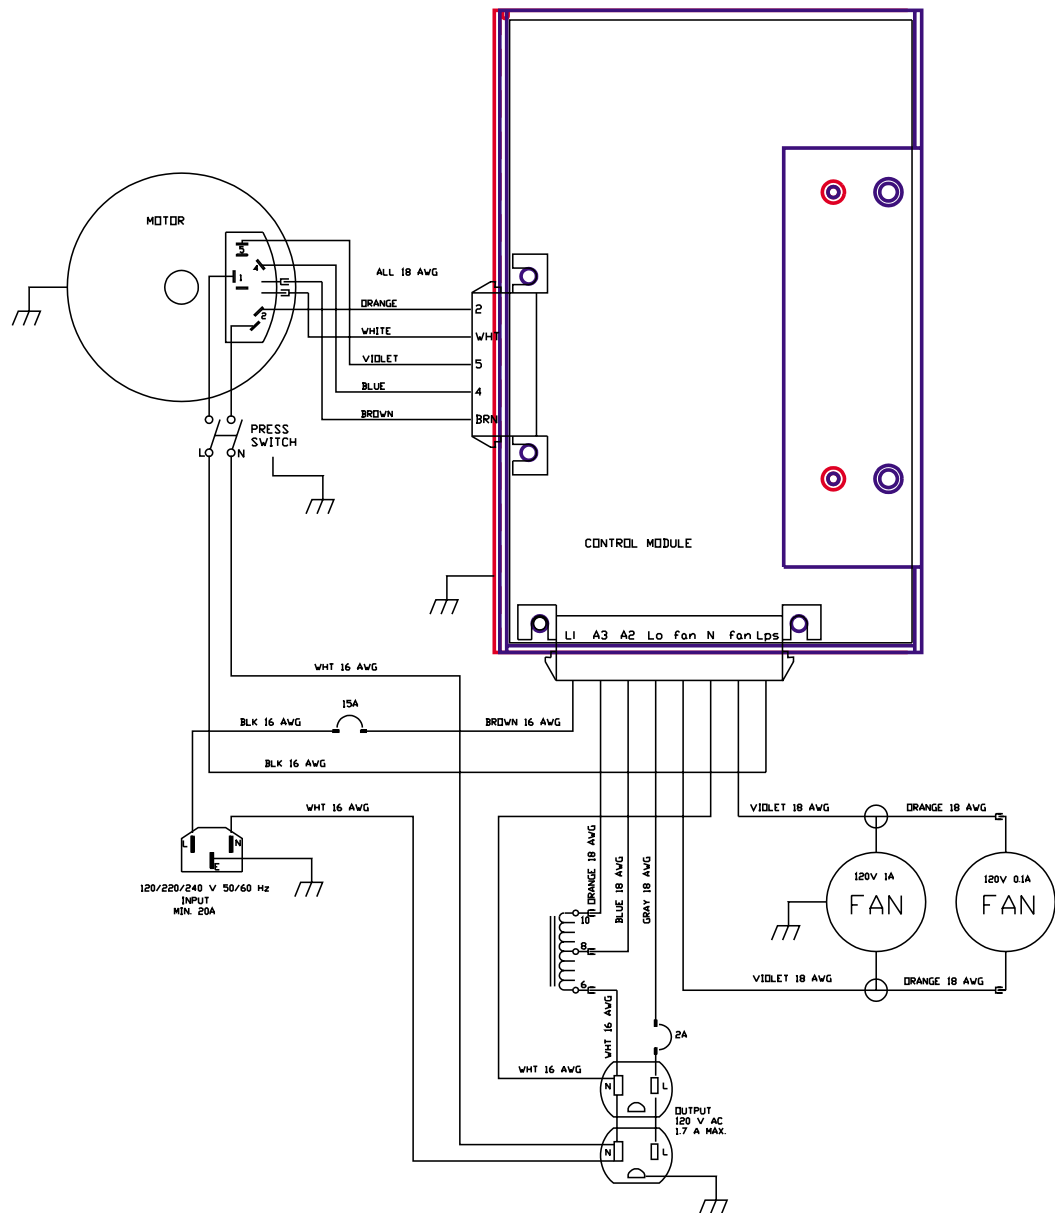 MOTOR
5
4
1
2
ALL 18 AWG
ORANGE
2
WHITE
WHT
VIOLET
5
BLUE
4
BROWN
BRN
PRESS
SWITCH
L
N
CONTROL MODULE
L1 A3 A2 Lo fan N fan Lps
WHT 16 AWG
15A
BLK 16 AWG
BROWN 16 AWG
BLK 16 AWG
WHT 16 AWG
VIOLET 18 AWG
ORANGE 18 AWG
L
N
E
120/220/240 V 50/60 Hz
INPUT
MIN. 20A
ORANGE 18 AWG
BLUE 18 AWG
GRAY 18 AWG
120V 1A
FAN
120V 0.1A
FAN
10
8
6
VIOLET 18 AWG
ORANGE 18 AWG
WHT 16 AWG
2A
WHT 16 AWG
N
L
OUTPUT
120 V AC
1.7 A MAX.
N
L